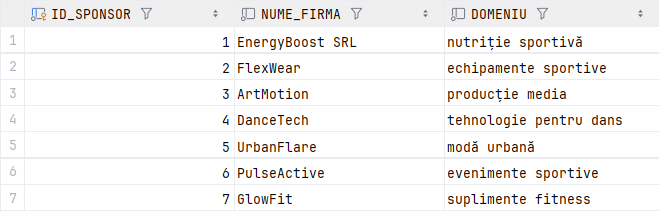 ID_SPONSOR NUME_FIRMA DOMENIU
1 1 EnergyBoost SRL nutriție sportivă
2 2 FlexWear echipamente sportive
3 3 ArtMotion producție media
4 4 DanceTech tehnologie pentru dans
5 5 UrbanFlare modă urbană
6 6 PulseActive evenimente sportive
7 7 GlowFit suplimente fitness